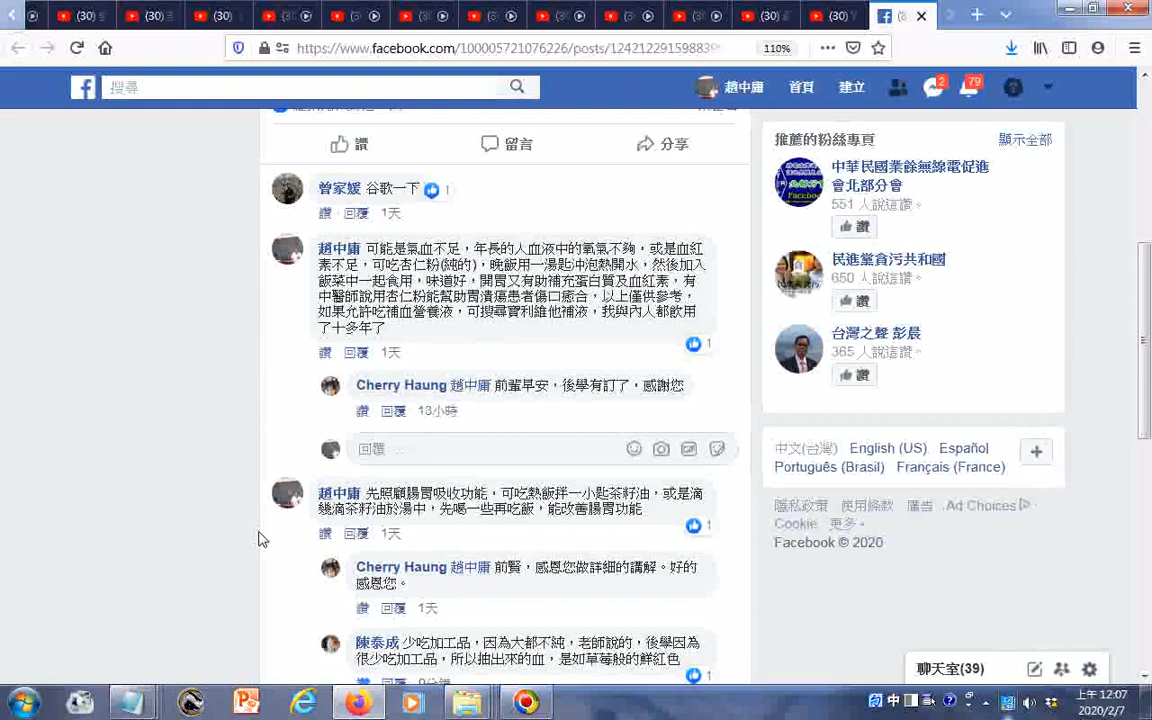 (30)
(30)
(30)
(30)
(30)
https://www.facebook.com/100005721076226/posts/1242122915988
110%
搜尋
趙中庸
首頁
建立
2
79
讚
留言
分享
曾家媛 谷歌一下
1
讚 · 回覆 · 1天
趙中庸 可能是氣血不足，年長的人血液中的氧氣不夠，或是血紅
素不足，可吃杏仁粉(純的)，晚飯用一湯匙沖泡熱開水，然後加入
飯菜中一起食用，味道好，開胃又有助補充蛋白質及血紅素，有
中醫師說用杏仁粉能幫助胃潰瘍患者傷口癒合，以上僅供參考，
如果允許吃補血營養液，可搜尋寶利維他補液，我與內人都飲用
了十多年了
1
讚 · 回覆 · 1天
Cherry Haung 趙中庸 前輩早安，後學有訂了，感謝您
讚 · 回覆 · 13小時
回覆……
趙中庸 先照顧腸胃吸收功能，可吃熱飯拌一小匙茶籽油，或是滴
幾滴茶籽油於湯中，先喝一些再吃飯，能改善腸胃功能
1
讚 · 回覆 · 1天
Cherry Haung 趙中庸 前賢，感恩您做詳細的講解。好的
感恩您。
讚 · 回覆 · 1天
陳泰成 少吃加工品，因為大都不純，老師說的，後學因為
很少吃加工品，所以抽出來的血，是如草莓般的鮮紅色
1
推薦的粉絲專頁
顯示全部
中華民國業餘無線電促進
會北部分會
551 人說這讚。
讚
民進黨貪污共和國
650 人說這讚。
讚
台灣之聲 彭晨
365 人說這讚。
讚
中文(台灣) · English (US) · Español ·
Português (Brasil) · Français (France)
隱私政策 · 使用條款 · 廣告 · Ad Choices ·
Cookie · 更多
Facebook © 2020
聊天室(39)
中
上午 12:07
2020/2/7